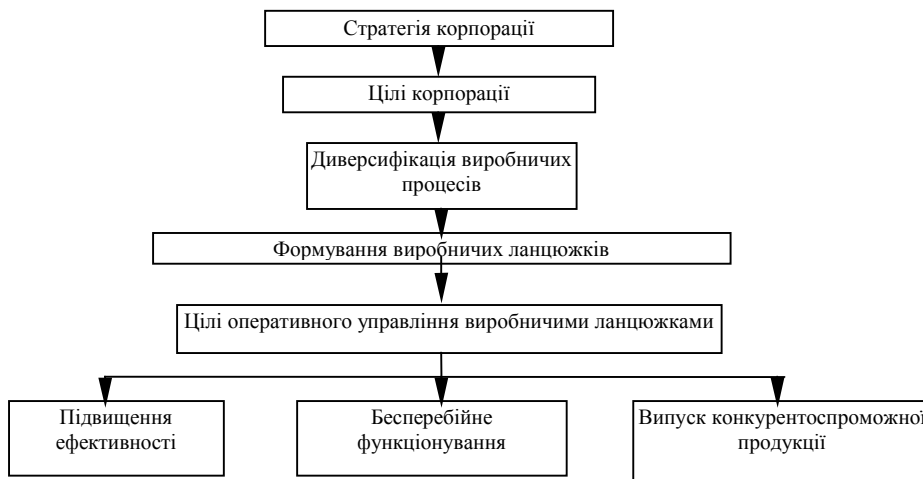 Стратегія корпорації
Цілі корпорації
Диверсифікація виробничих
процесів
Формування виробничих ланцюжків
Цілі оперативного управління виробничими ланцюжками
Підвищення
ефективності
Бесперебійне
функціонування
Випуск конкурентоспроможної
продукції